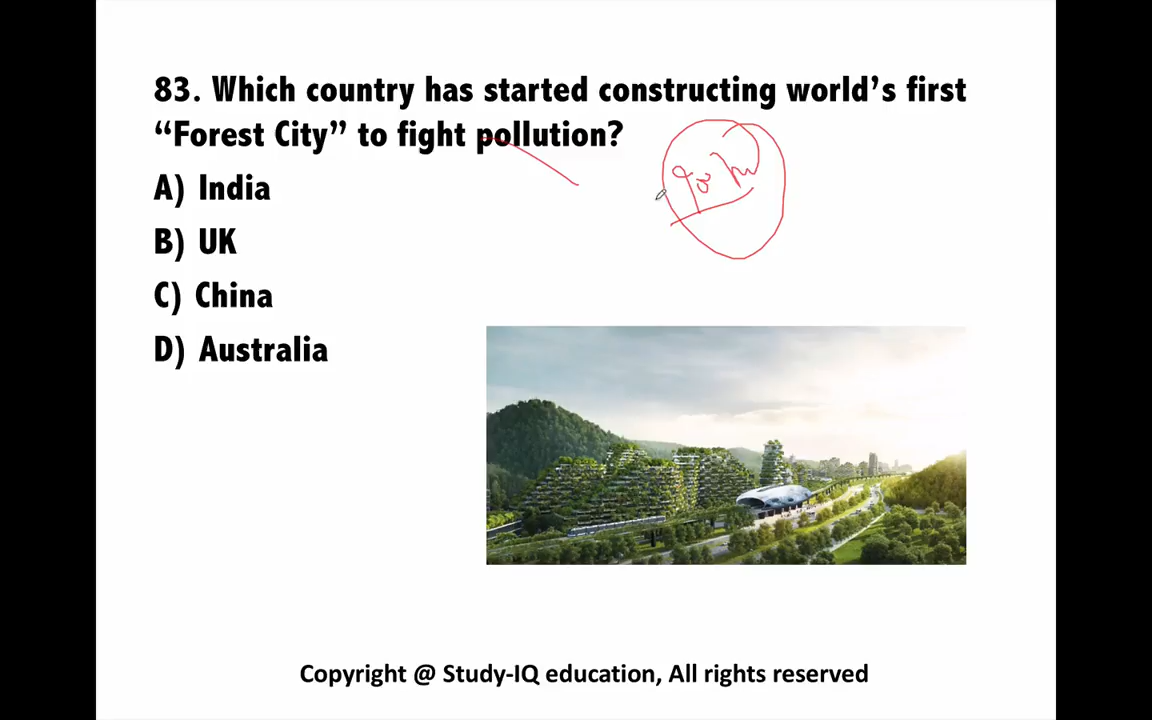 83. Which country has started constructing world's first
“Forest City” to fight pollution?
A) India
B) UK
C) China
D) Australia
Copyright @ Study-IQ education, All rights reserved